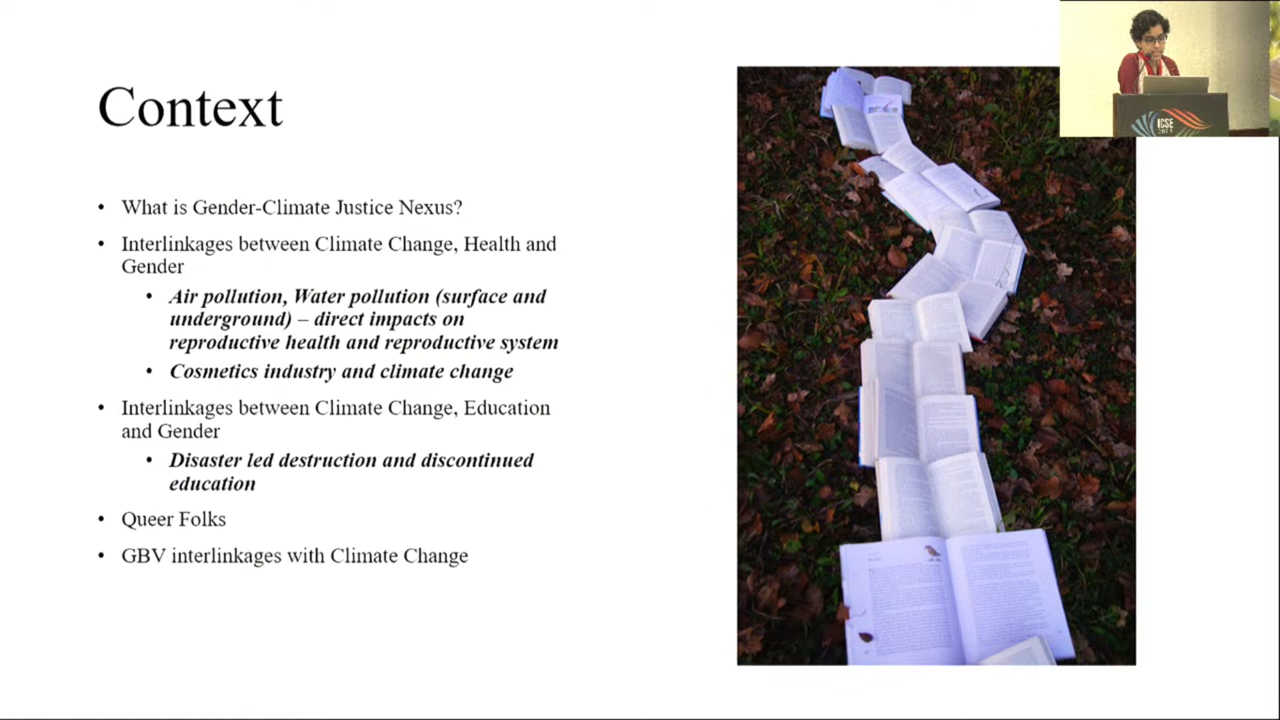 Context
• What is Gender-Climate Justice Nexus?
• Interlinkages between Climate Change, Health and
Gender
• Air pollution, Water pollution (surface and
underground) – direct impacts on
reproductive health and reproductive system
• Cosmetics industry and climate change
• Interlinkages between Climate Change, Education
and Gender
• Disaster led destruction and discontinued
education
• Queer Folks
• GBV interlinkages with Climate Change
ICSE